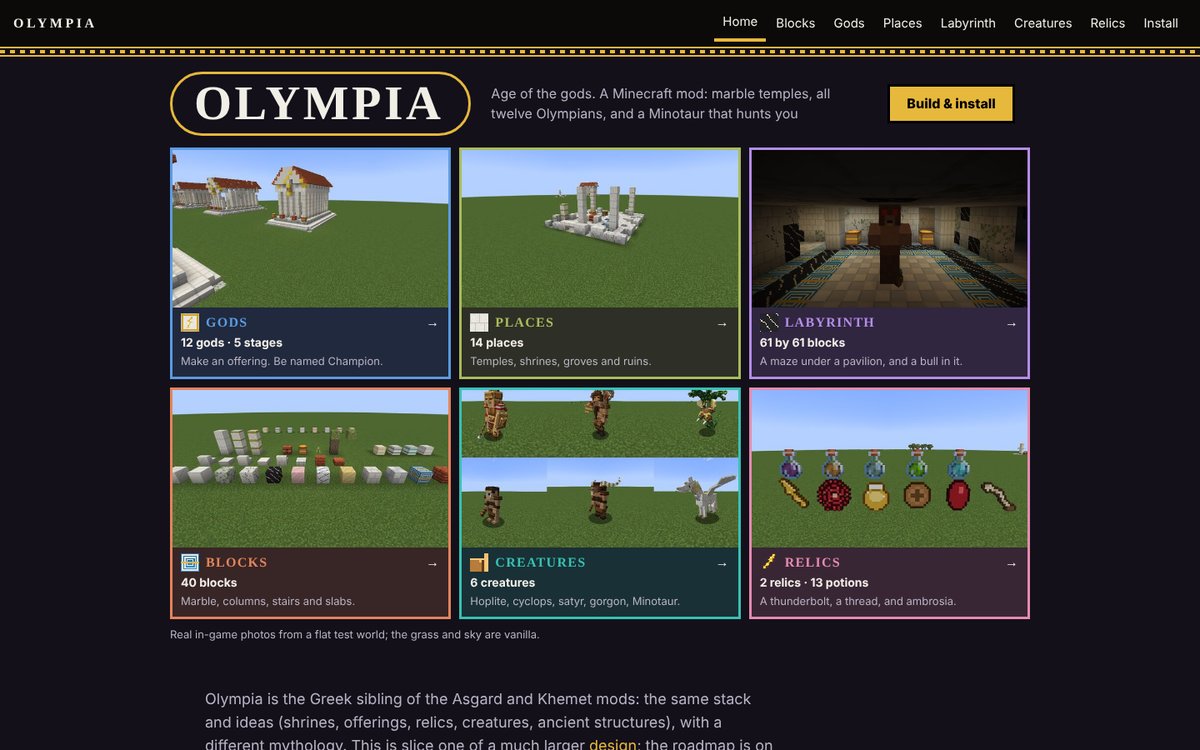 OLYMPIA
Home Blocks Gods Places Labyrinth Creatures Relics Install
OLYMPIA
Age of the gods. A Minecraft mod: marble temples, all
twelve Olympians, and a Minotaur that hunts you
Build & install
GODS →
12 gods · 5 stages
Make an offering. Be named Champion.
PLACES →
14 places
Temples, shrines, groves and ruins.
LABYRINTH →
61 by 61 blocks
A maze under a pavilion, and a bull in it.
BLOCKS →
40 blocks
Marble, columns, stairs and slabs.
CREATURES →
6 creatures
Hoplite, cyclops, satyr, gorgon, Minotaur.
RELICS →
2 relics · 13 potions
A thunderbolt, a thread, and ambrosia.
Real in-game photos from a flat test world; the grass and sky are vanilla.
Olympia is the Greek sibling of the Asgard and Khemet mods: the same stack
and ideas (shrines, offerings, relics, creatures, ancient structures), with a
different mythology. This is slice one of a much larger design; the roadmap is on